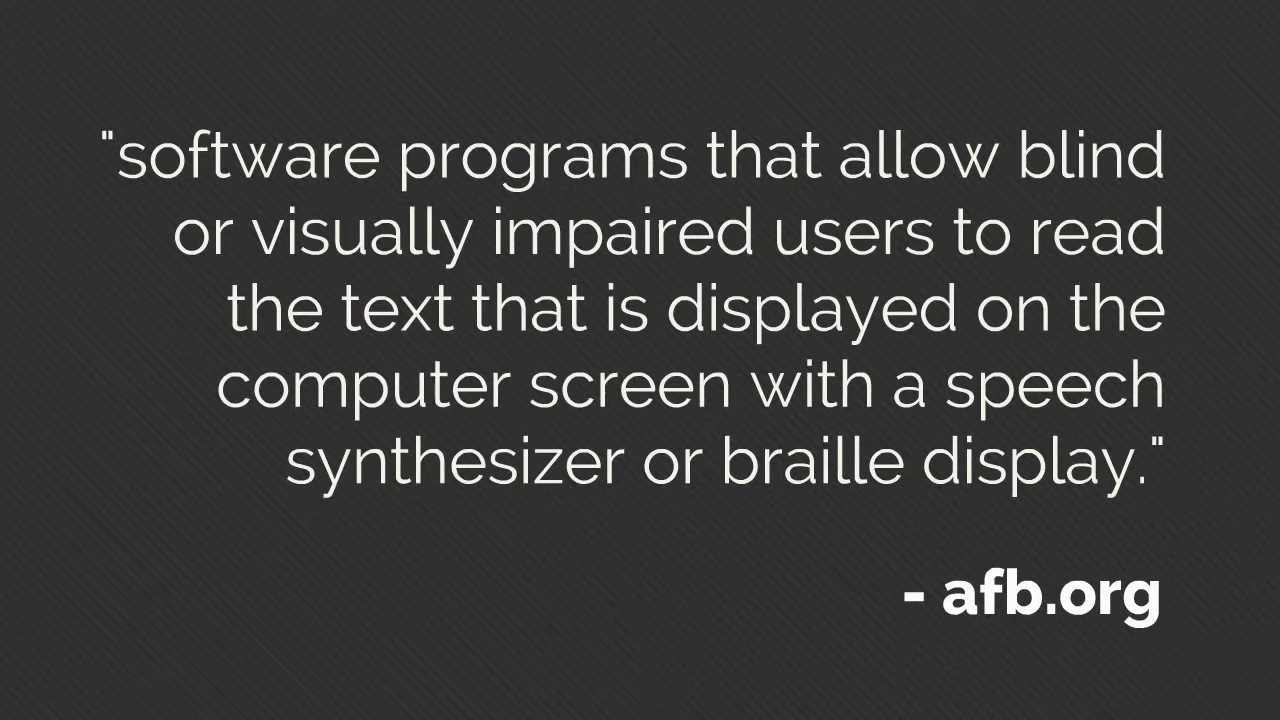 "software programs that allow blind
or visually impaired users to read
the text that is displayed on the
computer screen with a speech
synthesizer or braille display."
- afb.org